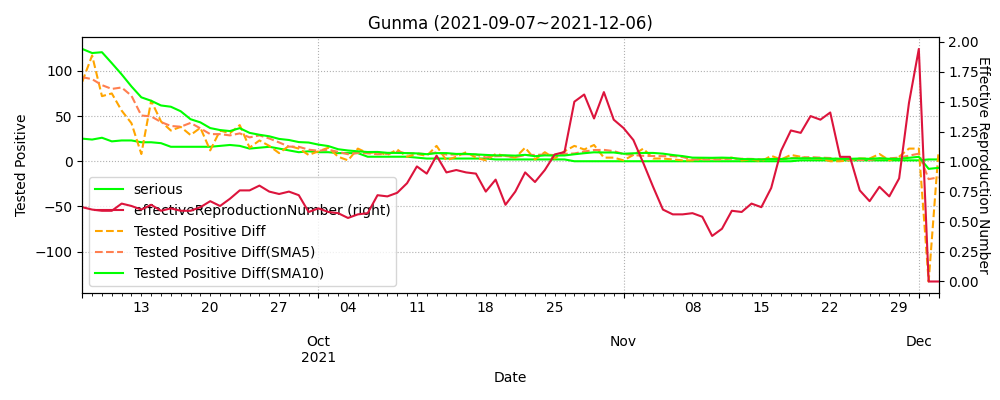 Gunma (2021-09-07~2021-12-06)
Tested Positive
100
50
0
−50
−100
2.00
1.75
1.50
1.25
1.00
0.75
0.50
0.25
0.00
Effective Reproduction Number
serious
effectiveReproductionNumber (right)
Tested Positive Diff
Tested Positive Diff(SMA5)
Tested Positive Diff(SMA10)
13 20 27 04 11 18 25 08 15 22 29
Oct Nov Dec
2021
Date